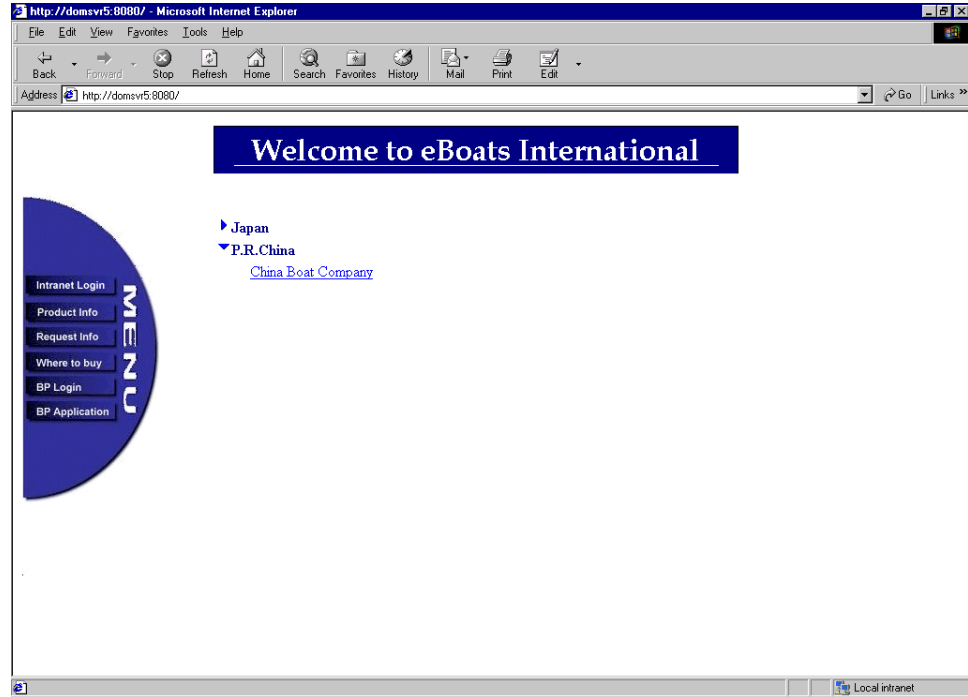 http://domsvr5:8080/ - Microsoft Internet Explorer
File Edit View Favorites Tools Help
Back Forward Stop Refresh Home Search Favorites History Mail Print Edit
Address http://domsvr5:8080/ Go Links »
Welcome to eBoats International
Japan
P.R.China
China Boat Company
MENU
Intranet Login
Product Info
Request Info
Where to buy
BP Login
BP Application
Local intranet